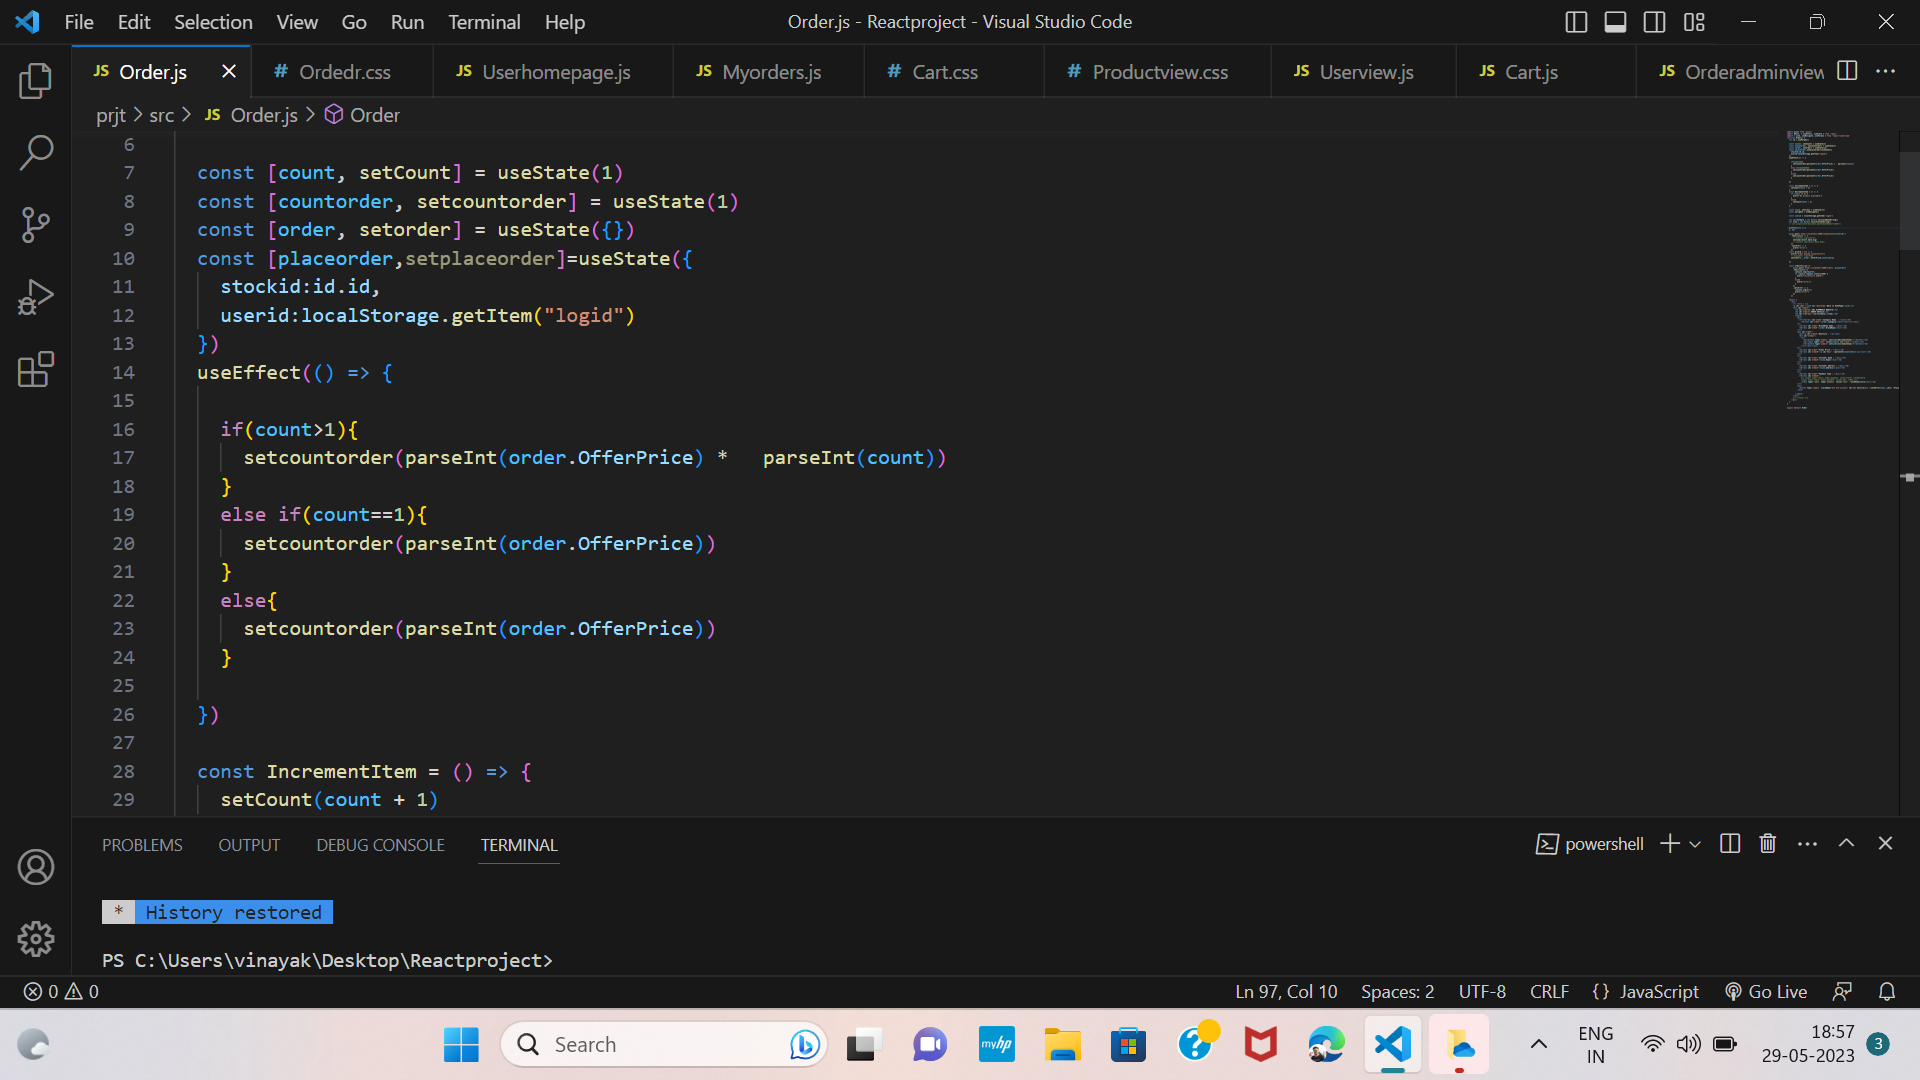 File Edit Selection View Go Run Terminal Help
Order.js - Reactproject - Visual Studio Code
JS Order.js
# Ordedr.css
JS Userhomepage.js
JS Myorders.js
# Cart.css
# Productview.css
JS Userview.js
JS Cart.js
JS Orderadminview
prjt > src > JS Order.js > Order
6
7 const [count, setCount] = useState(1)
8 const [countorder, setcountorder] = useState(1)
9 const [order, setorder] = useState({})
10 const [placeorder,setplaceorder]=useState({
11 stockid:id.id,
12 userid:localStorage.getItem("logid")
13 })
14 useEffect(() => {
15
16 if(count>1){
17 setcountorder(parseInt(order.OfferPrice) *   parseInt(count))
18 }
19 else if(count==1){
20 setcountorder(parseInt(order.OfferPrice))
21 }
22 else{
23 setcountorder(parseInt(order.OfferPrice))
24 }
25
26 })
27
28 const IncrementItem = () => {
29 setCount(count + 1)
PROBLEMS OUTPUT DEBUG CONSOLE TERMINAL
powershell
* History restored
PS C:\Users\vinayak\Desktop\Reactproject>
0 0
Ln 97, Col 10 Spaces: 2 UTF-8 CRLF {} JavaScript Go Live
Search
myhp
ENG
IN
18:57
29-05-2023
3